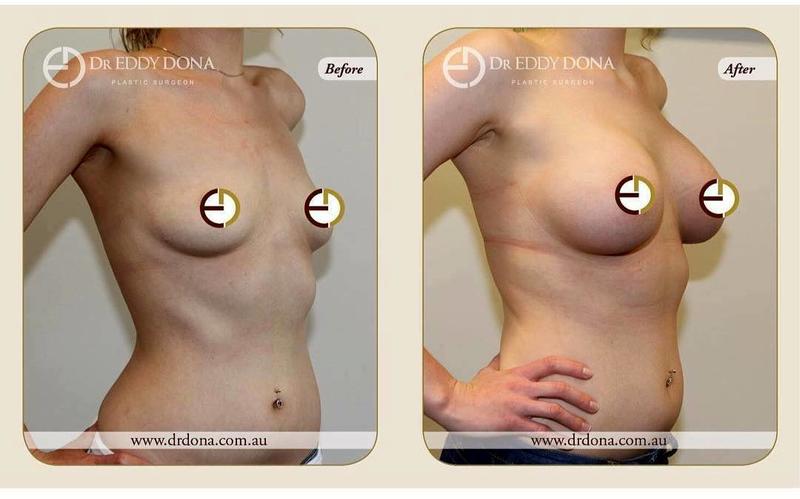 DR EDDY DONA
PLASTIC SURGEON
Before
www.drdona.com.au
DR EDDY DONA
PLASTIC SURGEON
After
www.drdona.com.au